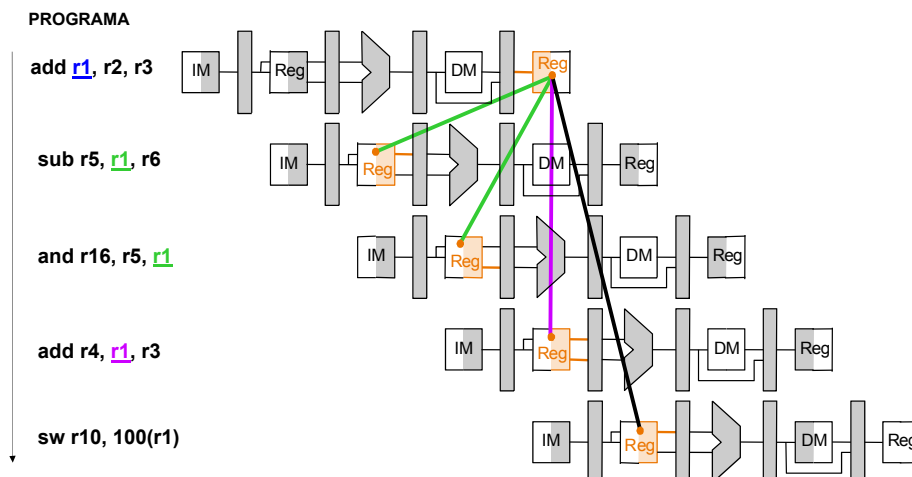 PROGRAMA
add r1, r2, r3
IM Reg DM Reg
sub r5, r1, r6
IM Reg DM Reg
and r16, r5, r1
IM Reg DM Reg
add r4, r1, r3
IM Reg DM Reg
sw r10, 100(r1)
IM Reg DM Reg